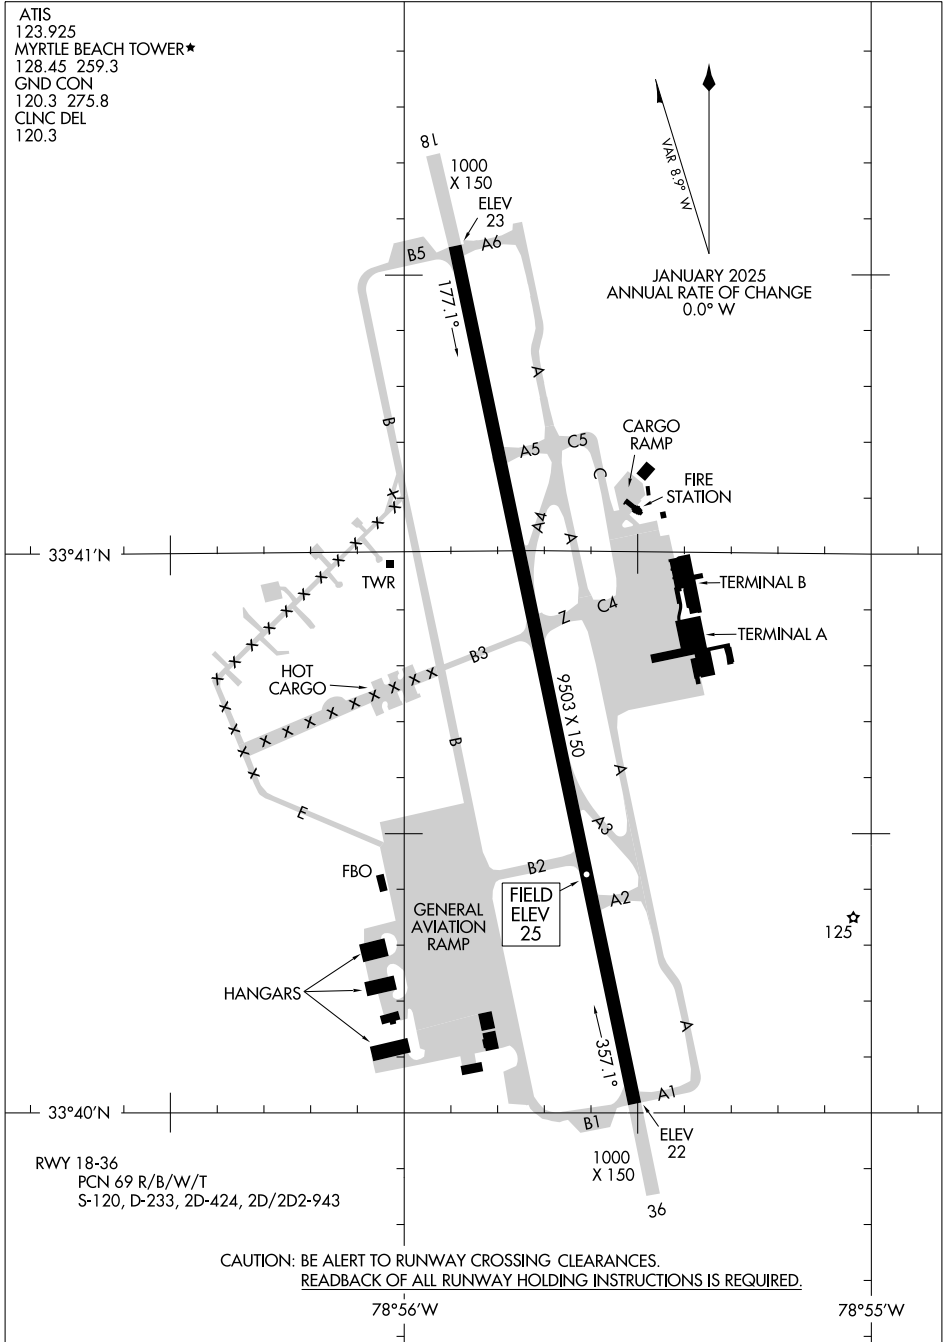 ATIS
123.925
MYRTLE BEACH TOWER★
128.45 259.3
GND CON
120.3 275.8
CLNC DEL
120.3
18
1000
X 150
ELEV
23
VAR 8.9° W
JANUARY 2025
ANNUAL RATE OF CHANGE
0.0° W
B5
A6
177.1°
A
B
A5
C5
C
CARGO
RAMP
FIRE
STATION
X
A4
A
33°41'N
TWR
TERMINAL B
C4
Z
TERMINAL A
B3
HOT
CARGO
9503 X 150
B
A
E
A3
B2
FBO
FIELD
ELEV
25
A2
GENERAL
AVIATION
RAMP
125
HANGARS
A
357.1°
33°40'N
A1
B1
ELEV
22
RWY 18-36
PCN 69 R/B/W/T
S-120, D-233, 2D-424, 2D/2D2-943
1000
X 150
36
CAUTION: BE ALERT TO RUNWAY CROSSING CLEARANCES.
READBACK OF ALL RUNWAY HOLDING INSTRUCTIONS IS REQUIRED.
78°56'W
78°55'W